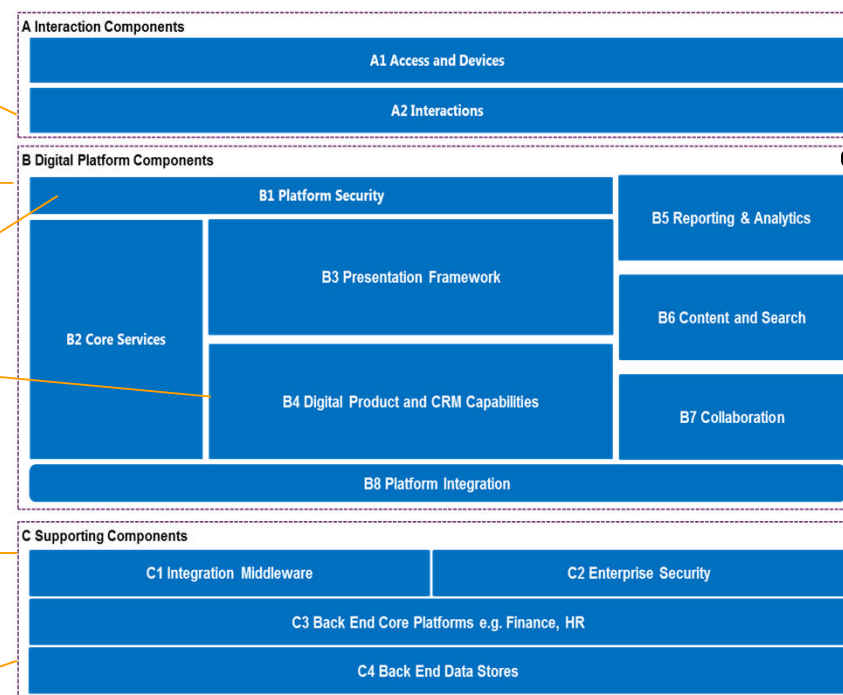 A Interaction Components
A1 Access and Devices
A2 Interactions
B Digital Platform Components
B1 Platform Security
B5 Reporting & Analytics
B3 Presentation Framework
B6 Content and Search
B2 Core Services
B4 Digital Product and CRM Capabilities
B7 Collaboration
B8 Platform Integration
C Supporting Components
C1 Integration Middleware
C2 Enterprise Security
C3 Back End Core Platforms e.g. Finance, HR
C4 Back End Data Stores